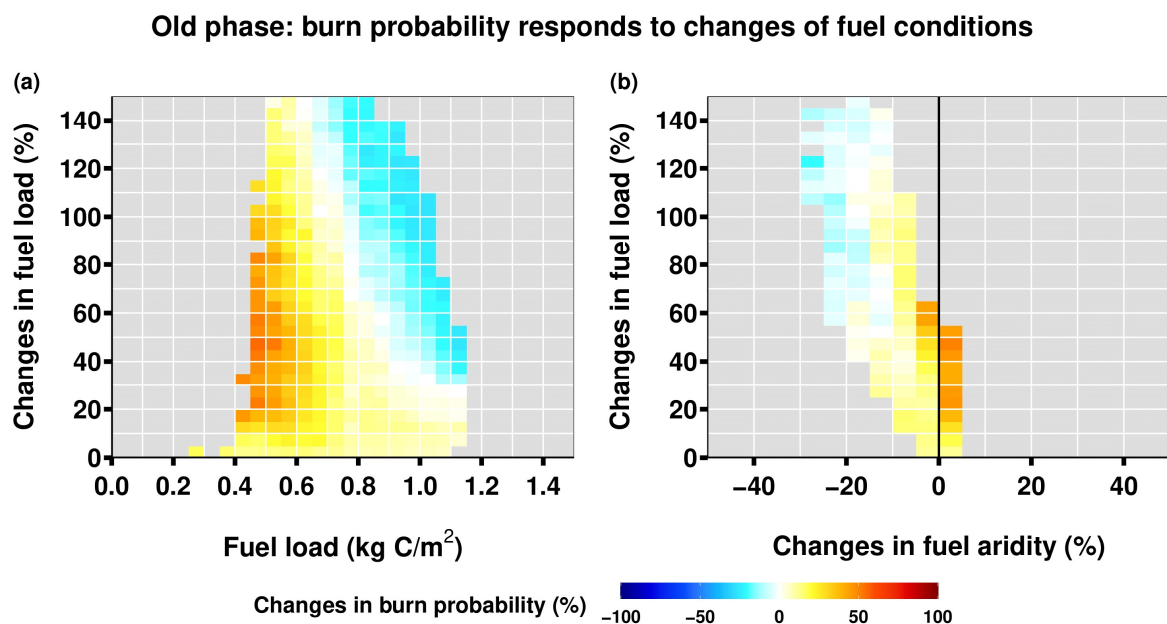 Old phase: burn probability responds to changes of fuel conditions
(a)
Changes in fuel load (%)
140
120
100
80
60
40
20
0
0.0 0.2 0.4 0.6 0.8 1.0 1.2 1.4
Fuel load (kg C/m²)
(b)
Changes in fuel load (%)
140
120
100
80
60
40
20
0
−40 −20 0 20 40
Changes in fuel aridity (%)
Changes in burn probability (%)
−100 −50 0 50 100